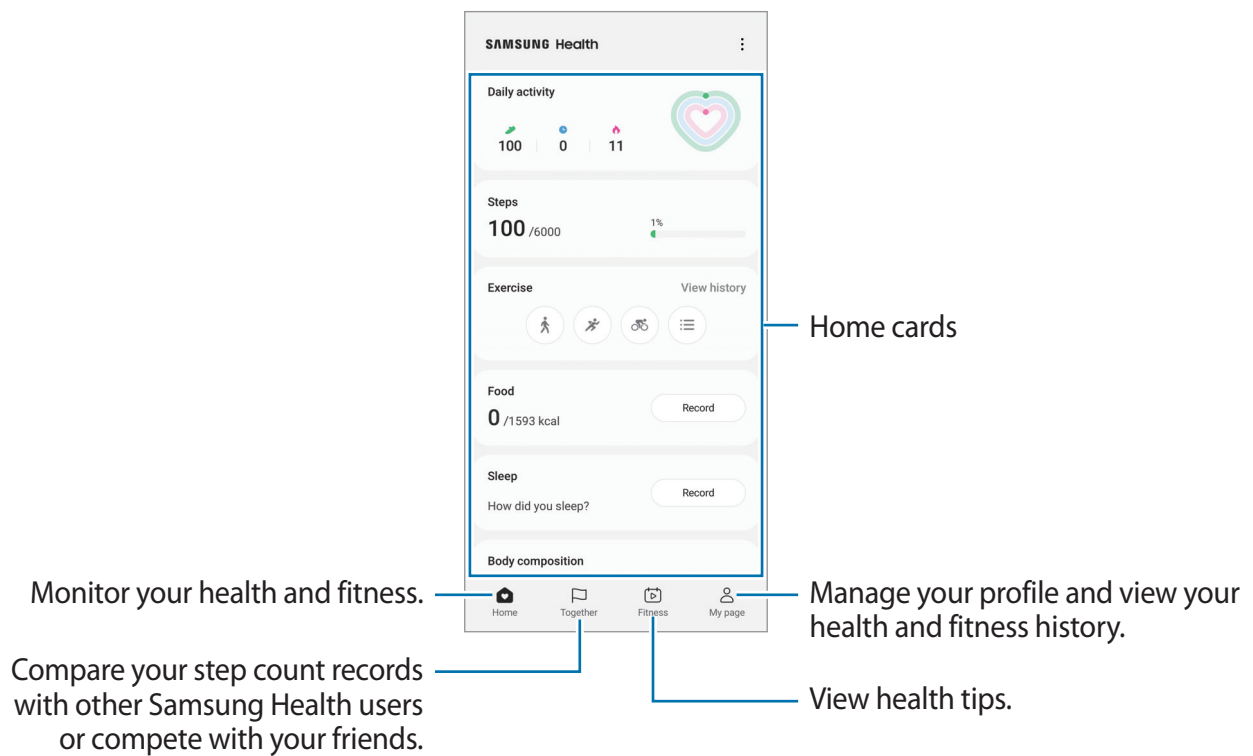 SAMSUNG Health
Daily activity
100 0 11
Steps
100 /6000
1%
Exercise
View history
Home cards
Food
0 /1593 kcal
Record
Sleep
How did you sleep?
Record
Body composition
Home
Together
Fitness
My page
Monitor your health and fitness.
Manage your profile and view your
health and fitness history.
Compare your step count records
with other Samsung Health users
or compete with your friends.
View health tips.